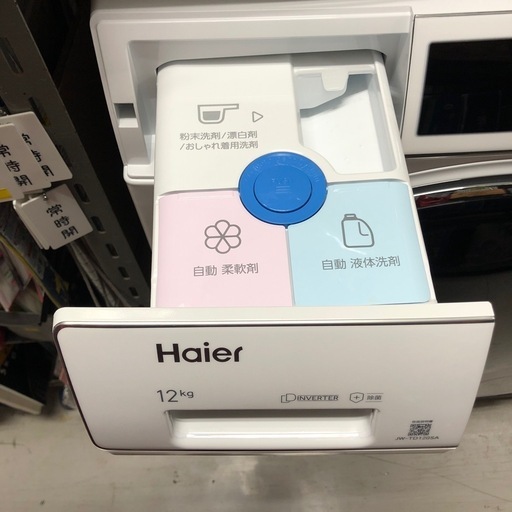 粉末洗剤/漂白剤
/おしゃれ着用洗剤
自動 柔軟剤
自動 液体洗剤
Haier
12kg
INVERTER
除菌
常時開
常時開